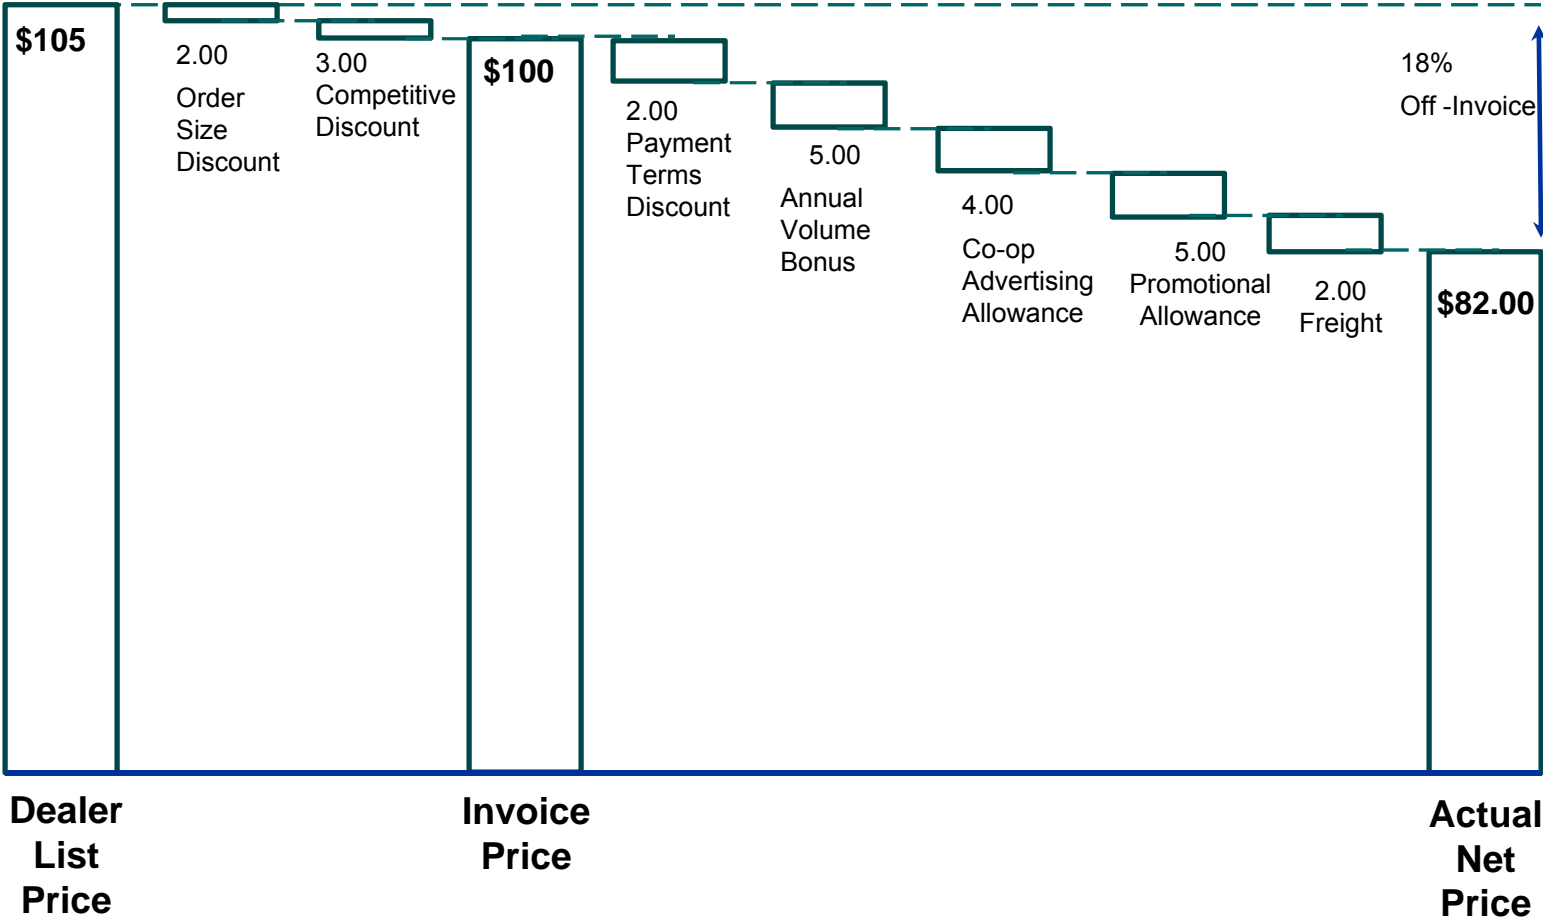 $105
2.00
Order
Size
Discount
3.00
Competitive
Discount
$100
2.00
Payment
Terms
Discount
5.00
Annual
Volume
Bonus
4.00
Co-op
Advertising
Allowance
5.00
Promotional
Allowance
2.00
Freight
18%
Off -Invoice
$82.00
Dealer
List
Price
Invoice
Price
Actual
Net
Price